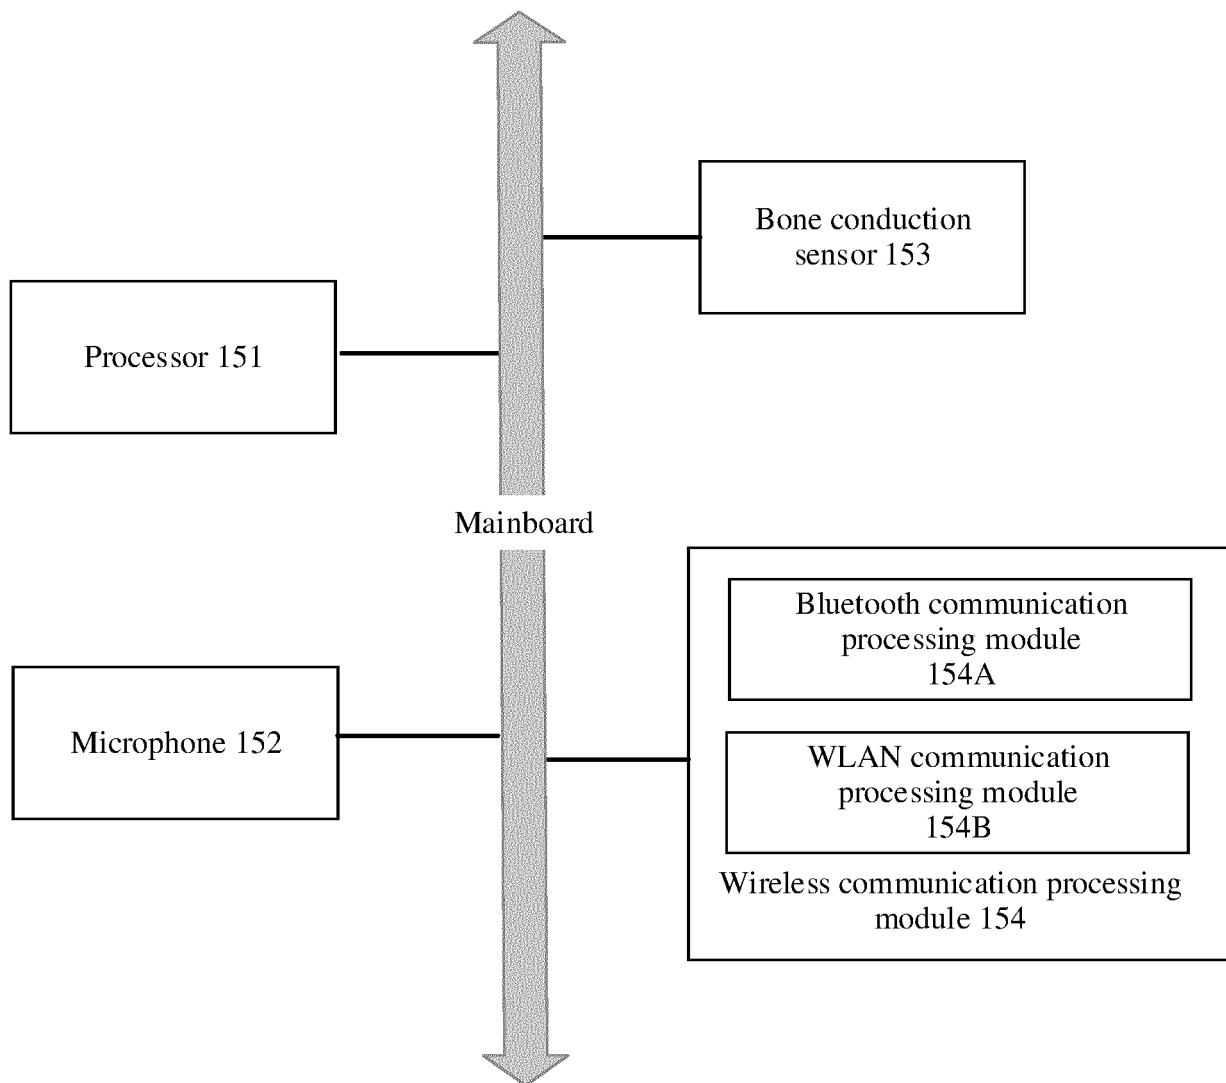 Bone conduction
sensor 153
Processor 151
Mainboard
Bluetooth communication
processing module
154A
Microphone 152
WLAN communication
processing module
154B
Wireless communication processing
module 154